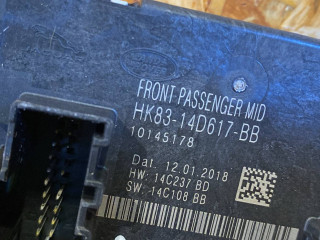 FRONT PASSENGER MID
HK83-14D617-BB
10145178
Dat. 12.01.2018
HW: 14C237 BD
SW: 14C108 BB